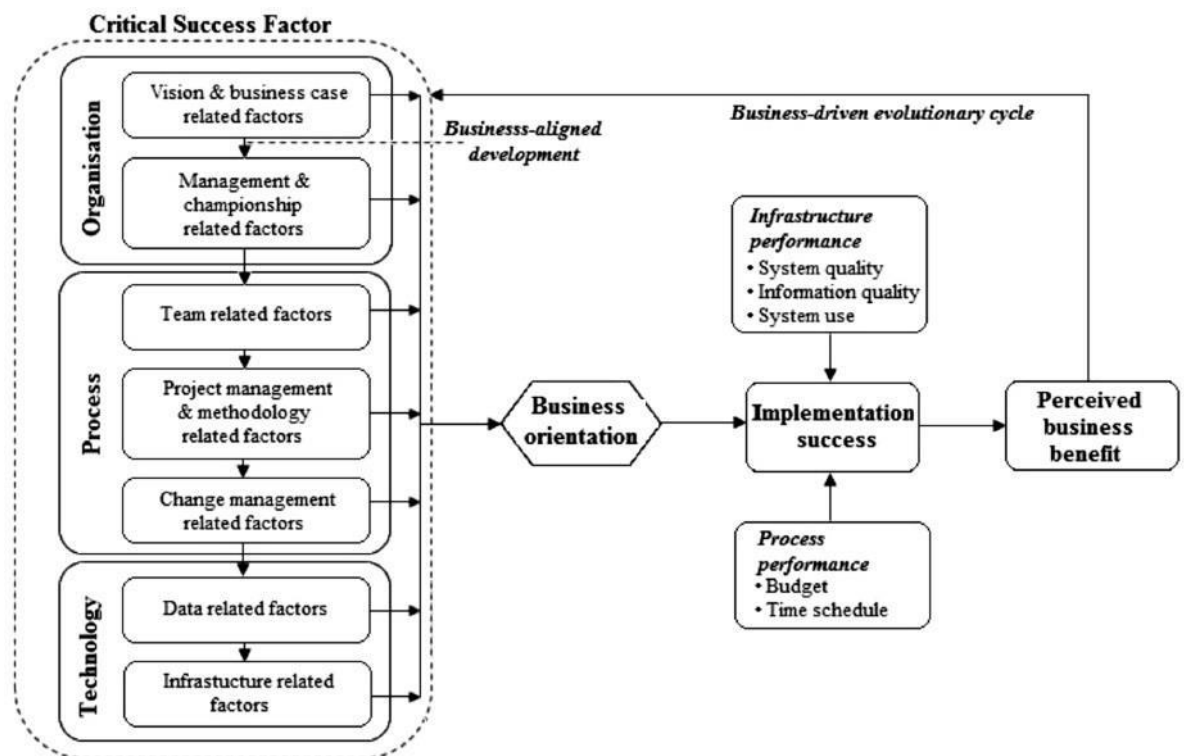 Critical Success Factor
Organisation
Vision & business case
related factors
Management &
championship
related factors
Businesss-aligned
development
Business-driven evolutionary cycle
Process
Team related factors
Project management
& methodology
related factors
Change management
related factors
Technology
Data related factors
Infrastucture related
factors
Business
orientation
Infrastructure
performance
• System quality
• Information quality
• System use
Implementation
success
Process
performance
• Budget
• Time schedule
Perceived
business
benefit